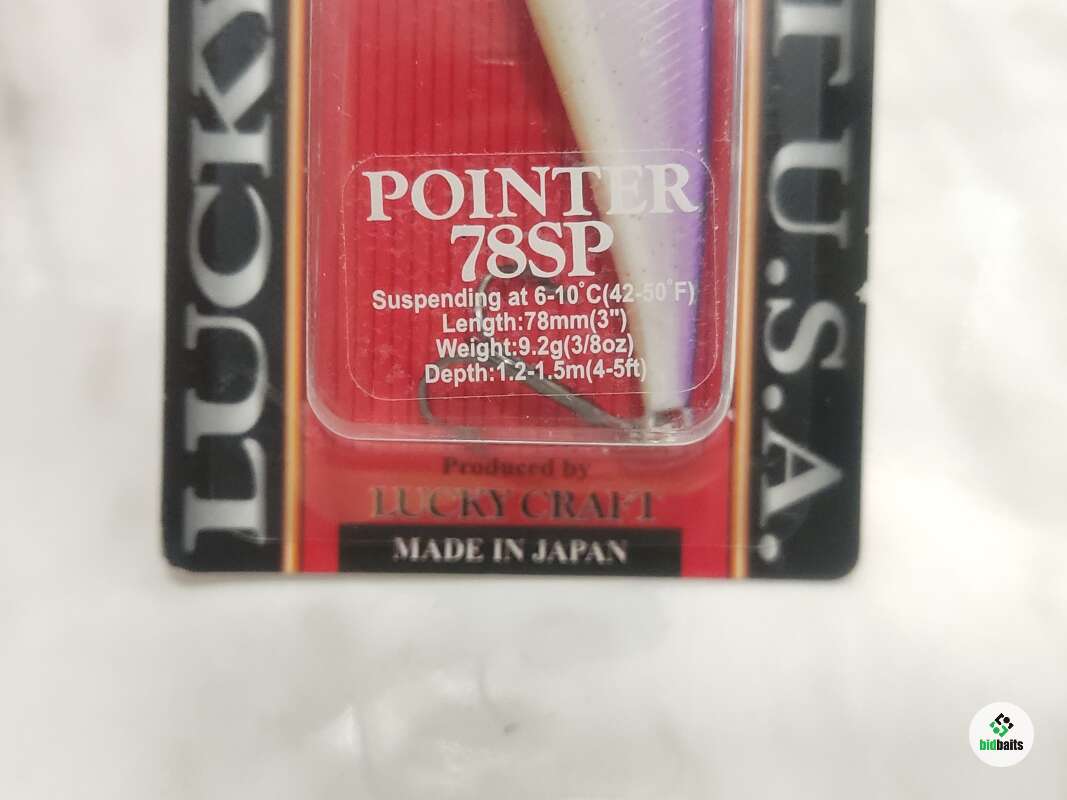 LUCKY
T U.S.A.
POINTER
78SP
Suspending at 6-10°C(42-50°F)
Length:78mm(3")
Weight:9.2g(3/8oz)
Depth:1.2-1.5m(4-5ft)
Produced by
LUCKY CRAFT
MADE IN JAPAN
bidbaits